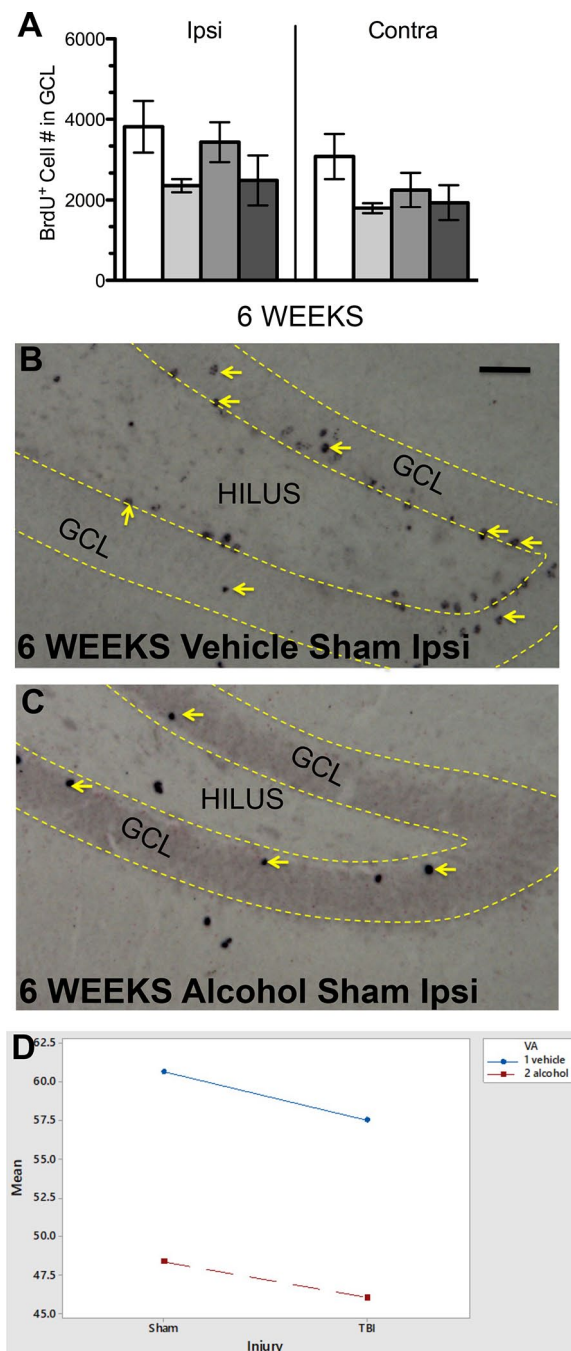 A
Ipsi
Contra
BrdU+ Cell # in GCL
6000
4000
2000
0
6 WEEKS
B
GCL
HILUS
GCL
6 WEEKS Vehicle Sham Ipsi
C
GCL
HILUS
GCL
6 WEEKS Alcohol Sham Ipsi
D
62.5
60.0
57.5
55.0
52.5
50.0
47.5
45.0
Mean
Sham
TBI
Injury
VA
1 vehicle
2 alcohol